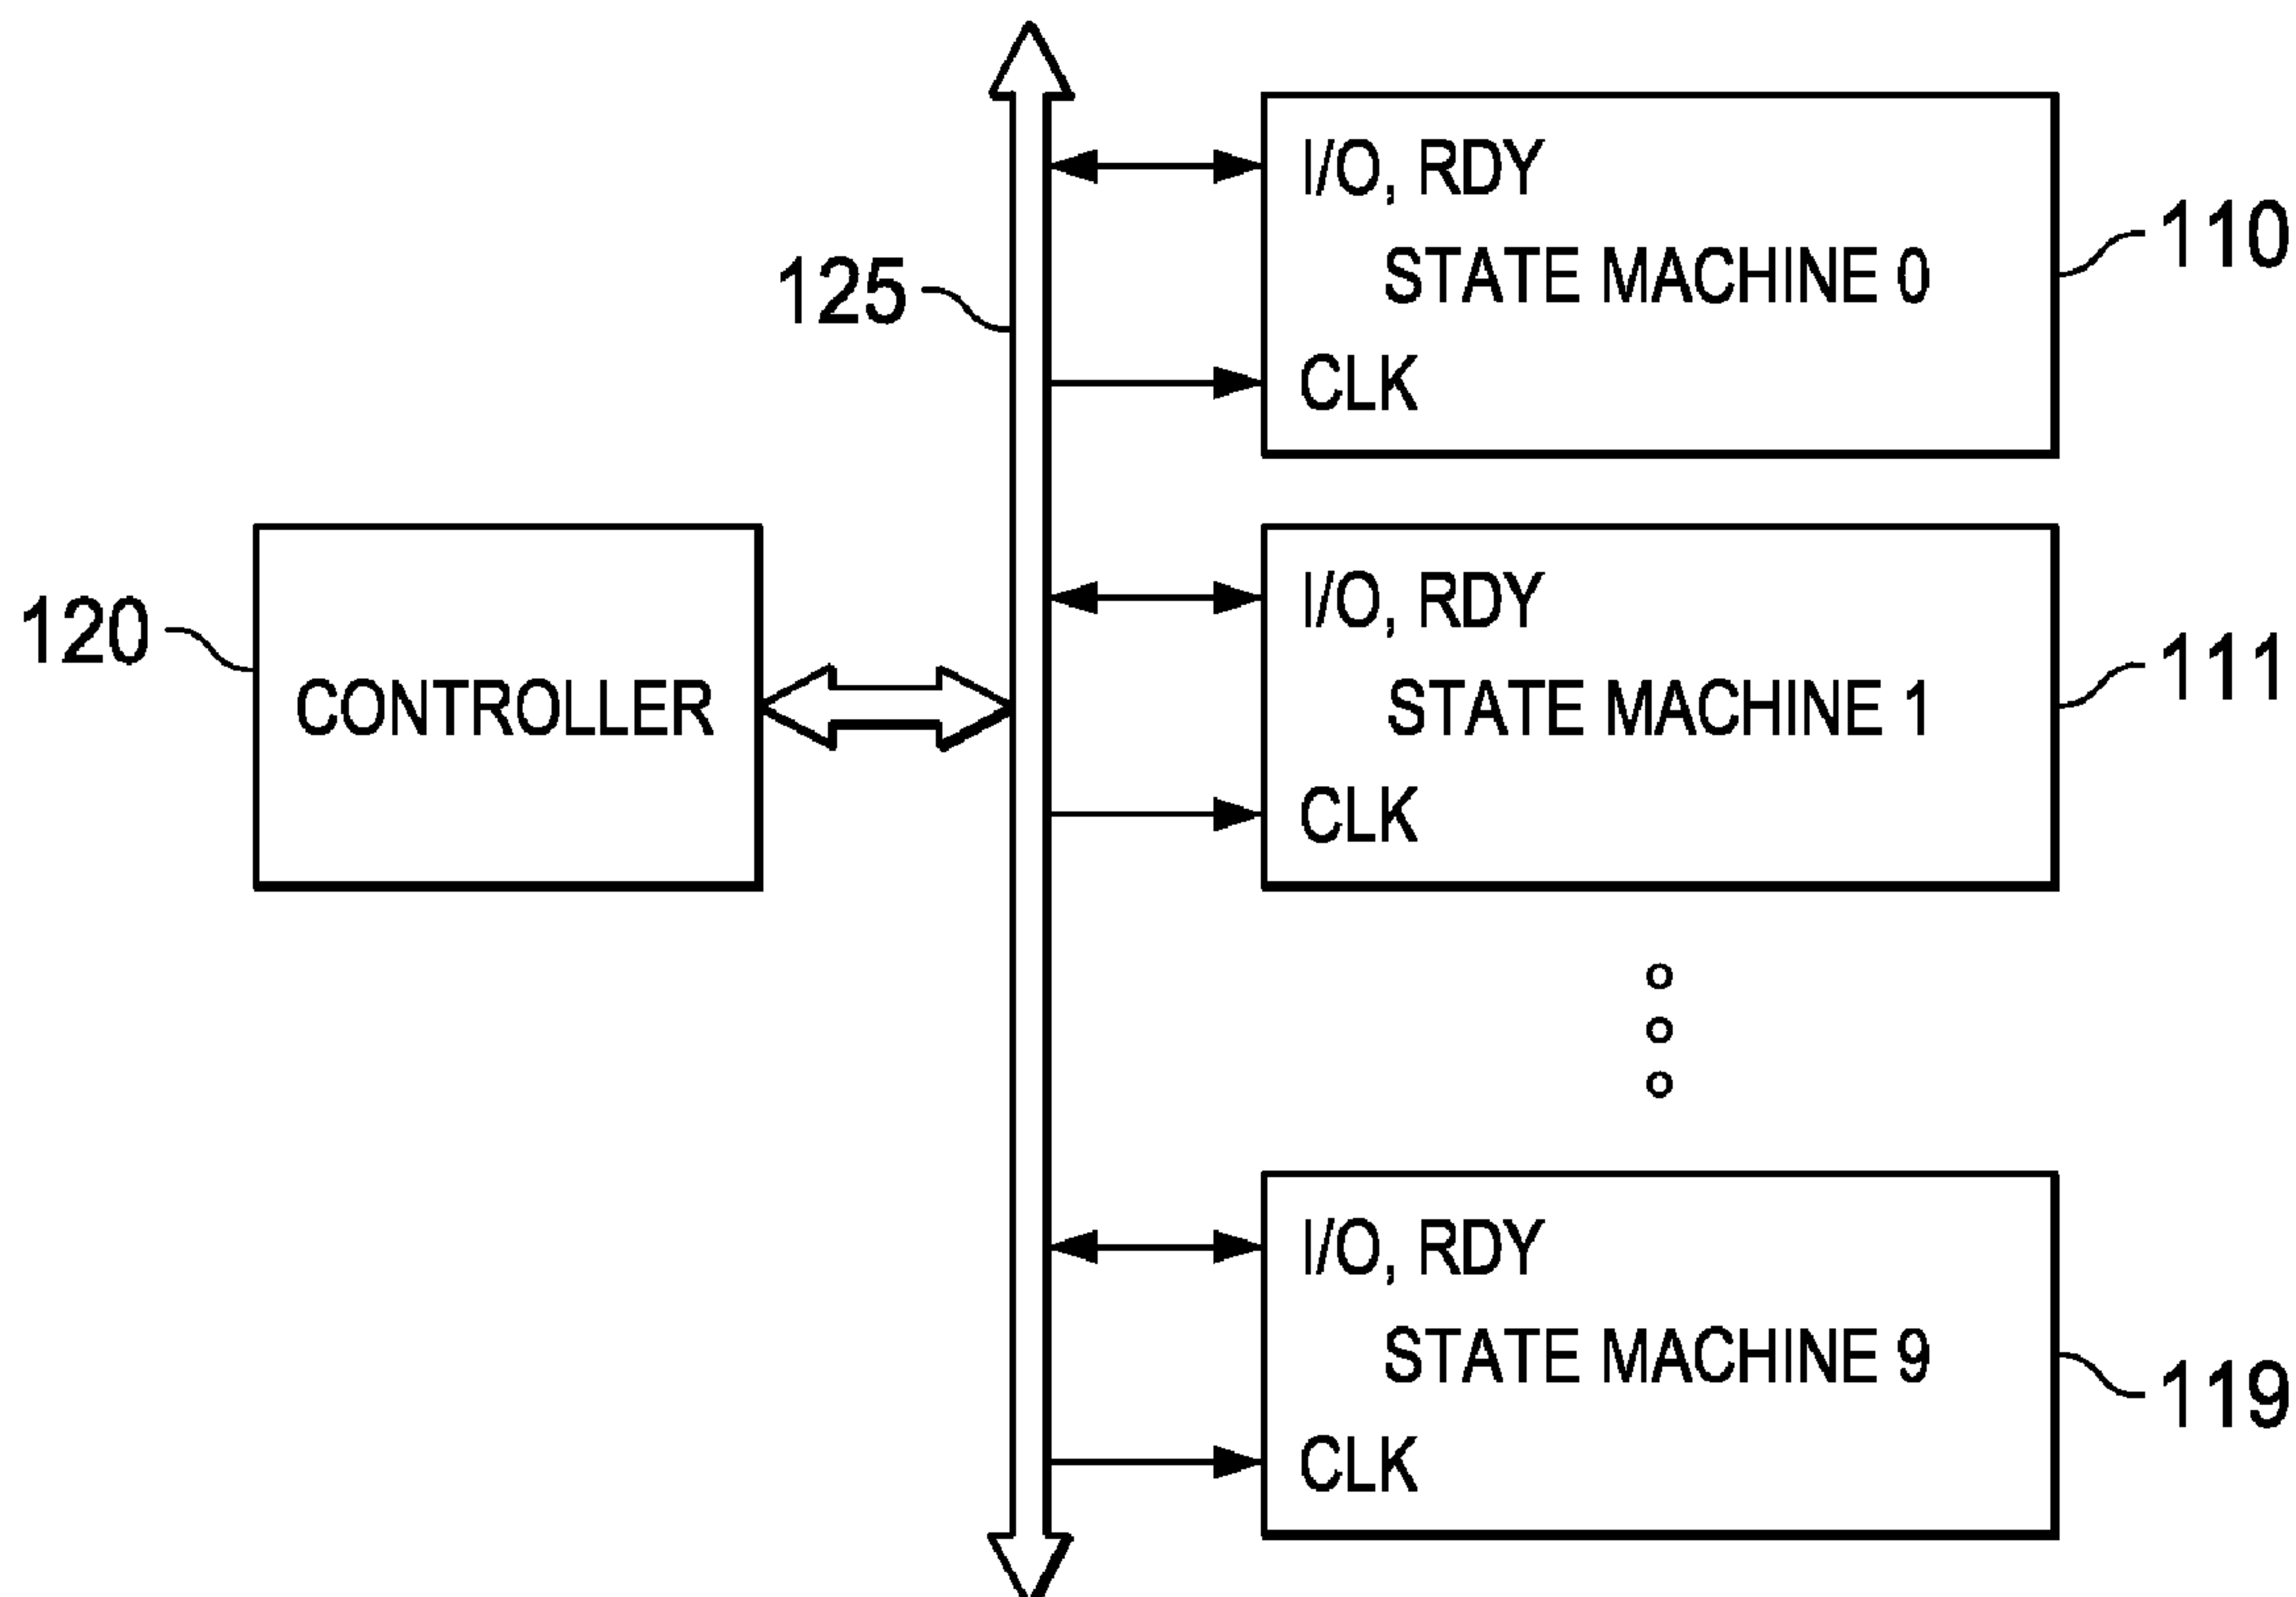 I/O, RDY
STATE MACHINE 0
CLK
110
125
120
CONTROLLER
I/O, RDY
STATE MACHINE 1
CLK
111
I/O, RDY
STATE MACHINE 9
CLK
119